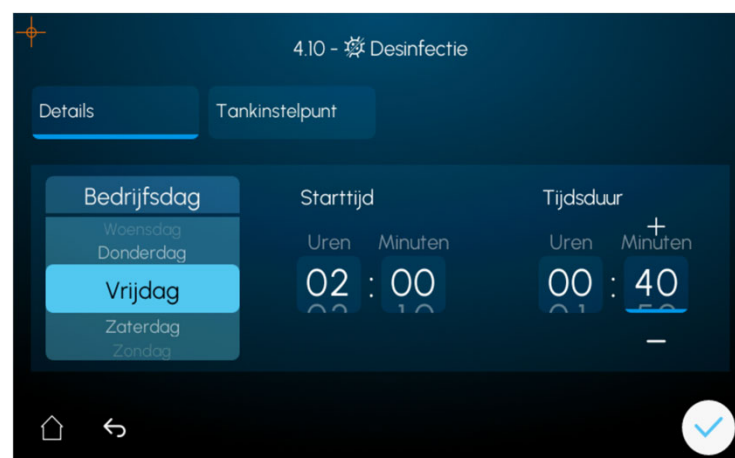 4.10 - Desinfectie
Details
Tankinstelpunt
Bedrijfsdag
Woensdag
Donderdag
Vrijdag
Zaterdag
Zondag
Starttijd
Uren Minuten
02 : 00
Tijdsduur
+
Uren Minuten
00 : 40
−